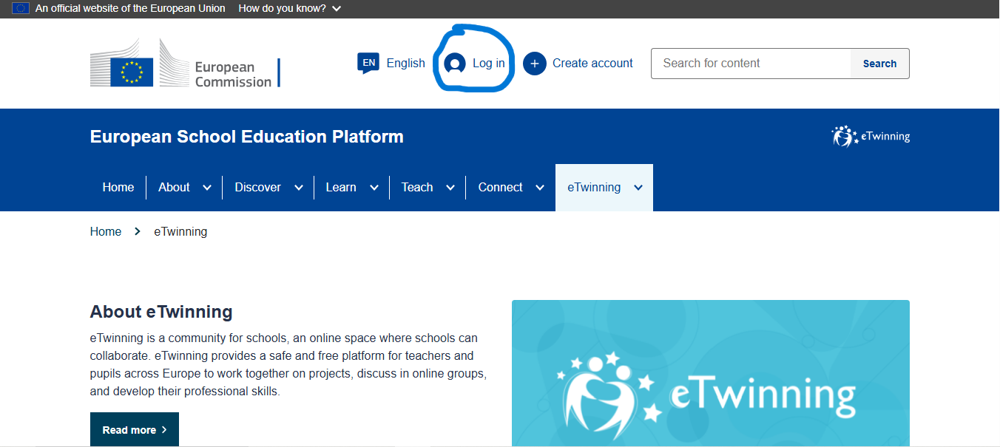 An official website of the European Union How do you know?
European
Commission
EN English Log in Create account Search for content Search
European School Education Platform
eTwinning
Home About Discover Learn Teach Connect eTwinning
Home eTwinning
About eTwinning
eTwinning is a community for schools, an online space where schools can
collaborate. eTwinning provides a safe and free platform for teachers and
pupils across Europe to work together on projects, discuss in online groups,
and develop their professional skills.
Read more
eTwinning